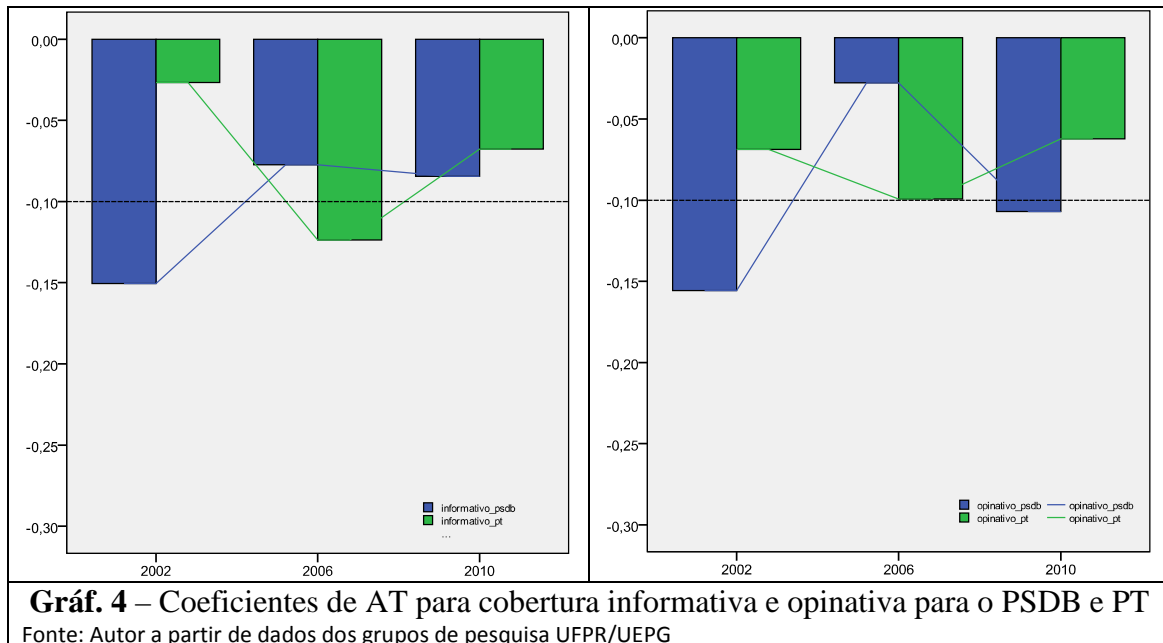 0,00
-0,05
-0,10
-0,15
-0,20
-0,25
-0,30
informativo_psdb
informativo_pt
...
2002 2006 2010
0,00
-0,05
-0,10
-0,15
-0,20
-0,25
-0,30
opinativo_psdb opinativo_psdb
opinativo_pt opinativo_pt
2002 2006 2010
Gráf. 4 – Coeficientes de AT para cobertura informativa e opinativa para o PSDB e PT
Fonte: Autor a partir de dados dos grupos de pesquisa UFPR/UEPG